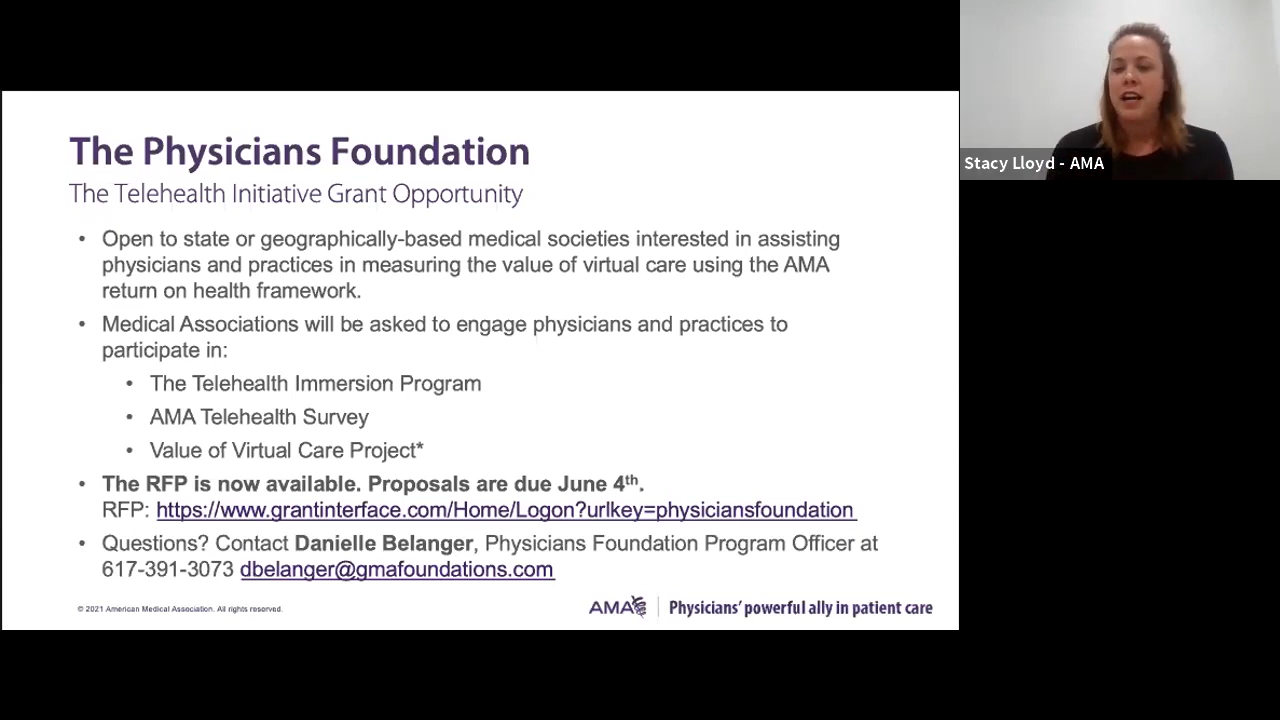 The Physicians Foundation
The Telehealth Initiative Grant Opportunity
• Open to state or geographically-based medical societies interested in assisting
physicians and practices in measuring the value of virtual care using the AMA
return on health framework.
• Medical Associations will be asked to engage physicians and practices to
participate in:
• The Telehealth Immersion Program
• AMA Telehealth Survey
• Value of Virtual Care Project*
• The RFP is now available. Proposals are due June 4th.
RFP: https://www.grantinterface.com/Home/Logon?urlkey=physiciansfoundation
• Questions? Contact Danielle Belanger, Physicians Foundation Program Officer at
617-391-3073 dbelanger@gmafoundations.com
© 2021 American Medical Association. All rights reserved.
AMA | Physicians' powerful ally in patient care
Stacy Lloyd - AMA